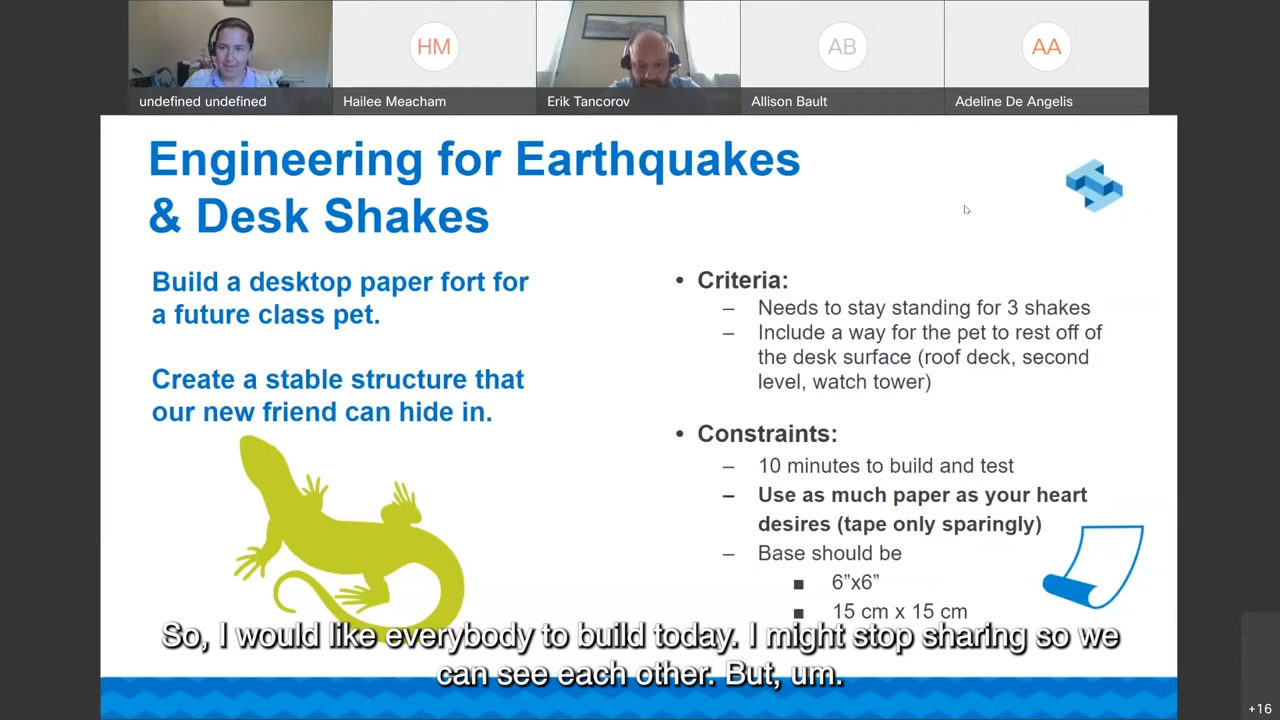 HM
AB
AA
undefined undefined
Hailee Meacham
Erik Tancorov
Allison Bault
Adeline De Angelis
Engineering for Earthquakes
& Desk Shakes
Build a desktop paper fort for
a future class pet.
Create a stable structure that
our new friend can hide in.
• Criteria:
– Needs to stay standing for 3 shakes
– Include a way for the pet to rest off of
the desk surface (roof deck, second
level, watch tower)
• Constraints:
– 10 minutes to build and test
– Use as much paper as your heart
desires (tape only sparingly)
– Base should be
■ 6”x6”
■ 15 cm x 15 cm
So, I would like everybody to build today. I might stop sharing so we
can see each other. But, um.
+16